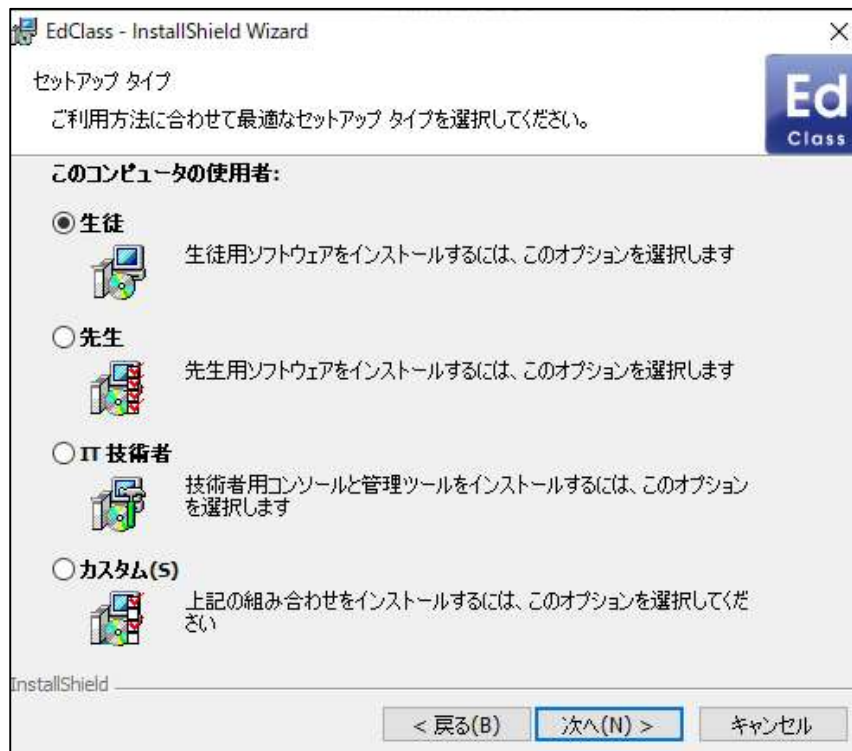 EdClass - InstallShield Wizard
セットアップ タイプ
ご利用方法に合わせて最適なセットアップ タイプを選択してください。
Ed
Class
このコンピュータの使用者:
生徒
生徒用ソフトウェアをインストールするには、このオプションを選択します
先生
先生用ソフトウェアをインストールするには、このオプションを選択します
IT 技術者
技術者用コンソールと管理ツールをインストールするには、このオプション
を選択します
カスタム(S)
上記の組み合わせをインストールするには、このオプションを選択してくだ
さい
InstallShield
< 戻る(B)
次へ(N) >
キャンセル